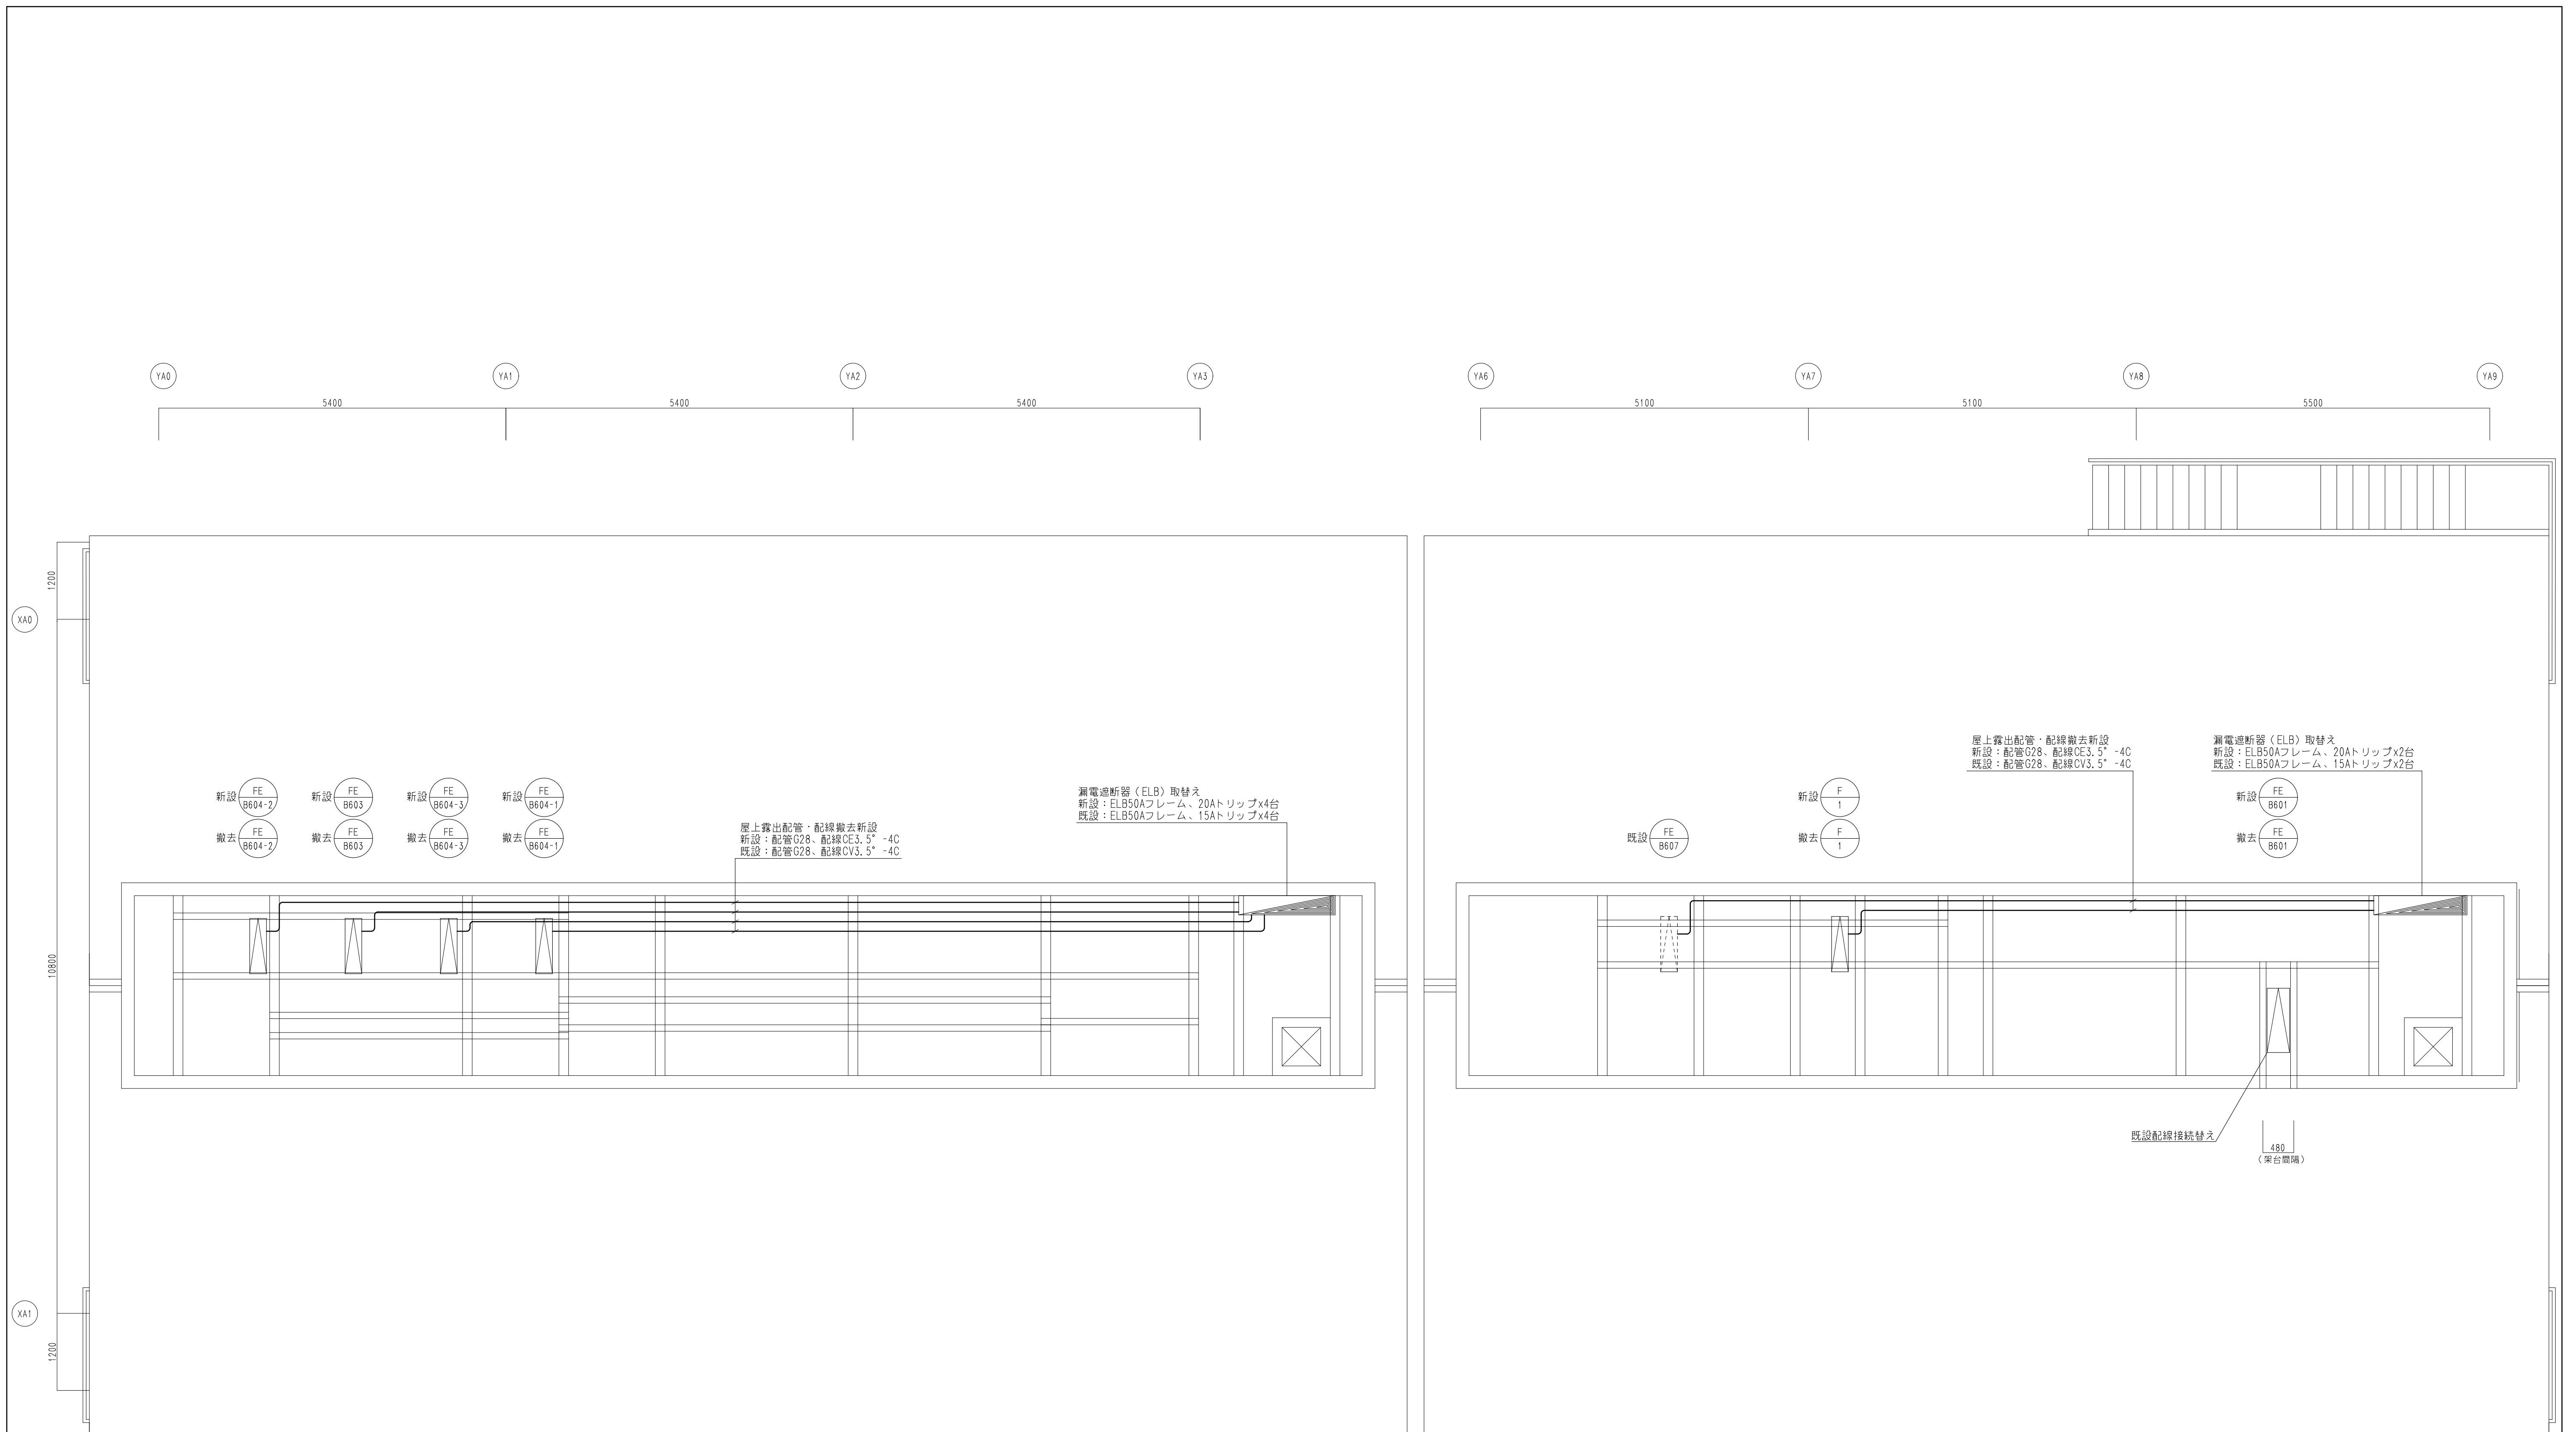 YA0
YA1
YA2
YA3
YA6
YA7
YA8
YA9
5400
5400
5400
5100
5100
5500
1200
XA0
10800
XA1
1200
新設
FE
B604-2
新設
FE
B603
新設
FE
B604-3
新設
FE
B604-1
撤去
FE
B604-2
撤去
FE
B603
撤去
FE
B604-3
撤去
FE
B604-1
屋上露出配管・配線撤去新設
新設：配管G28、配線CE3.5°-4C
既設：配管G28、配線CV3.5°-4C
漏電遮断器（ELB）取替え
新設：ELB50Aフレーム、20Aトリップx4台
既設：ELB50Aフレーム、15Aトリップx4台
既設
FE
B607
新設
F
1
撤去
F
1
屋上露出配管・配線撤去新設
新設：配管G28、配線CE3.5°-4C
既設：配管G28、配線CV3.5°-4C
漏電遮断器（ELB）取替え
新設：ELB50Aフレーム、20Aトリップx2台
既設：ELB50Aフレーム、15Aトリップx2台
新設
FE
B601
撤去
FE
B601
既設配線接続替え
480
（架台間隔）